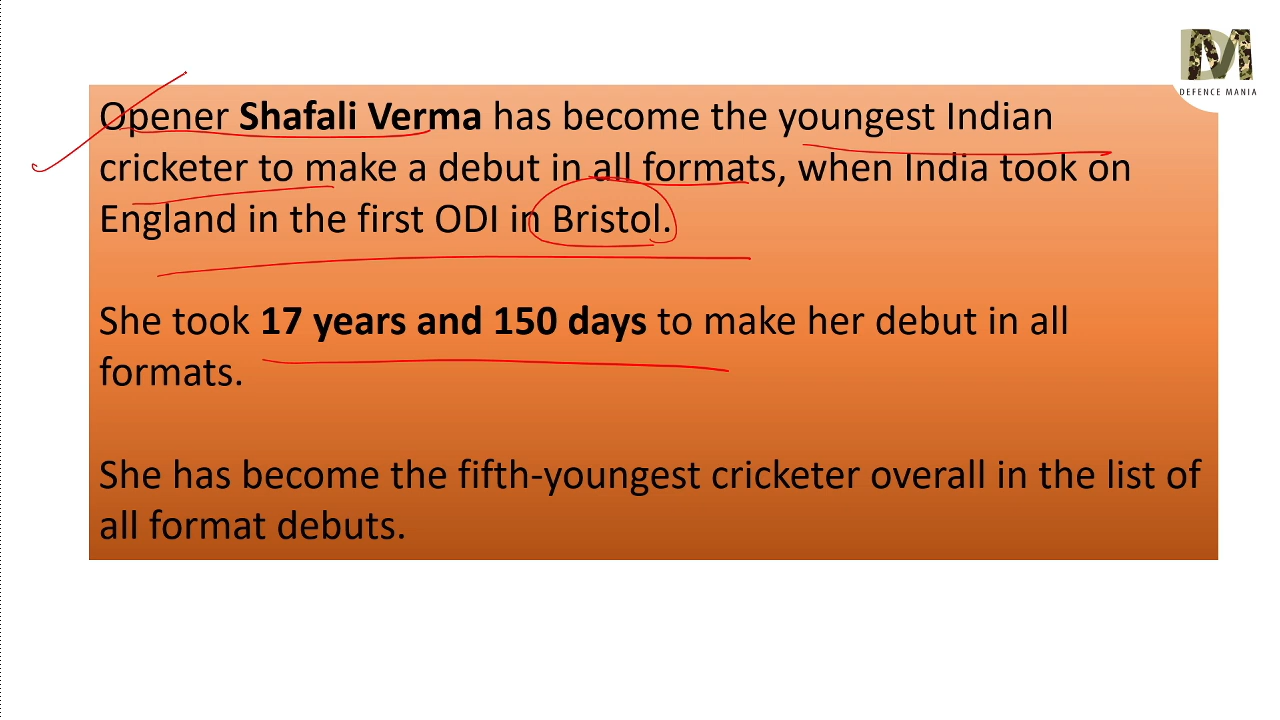 DEFENCE MANIA
Opener Shafali Verma has become the youngest Indian
cricketer to make a debut in all formats, when India took on
England in the first ODI in Bristol.
She took 17 years and 150 days to make her debut in all
formats.
She has become the fifth-youngest cricketer overall in the list of
all format debuts.